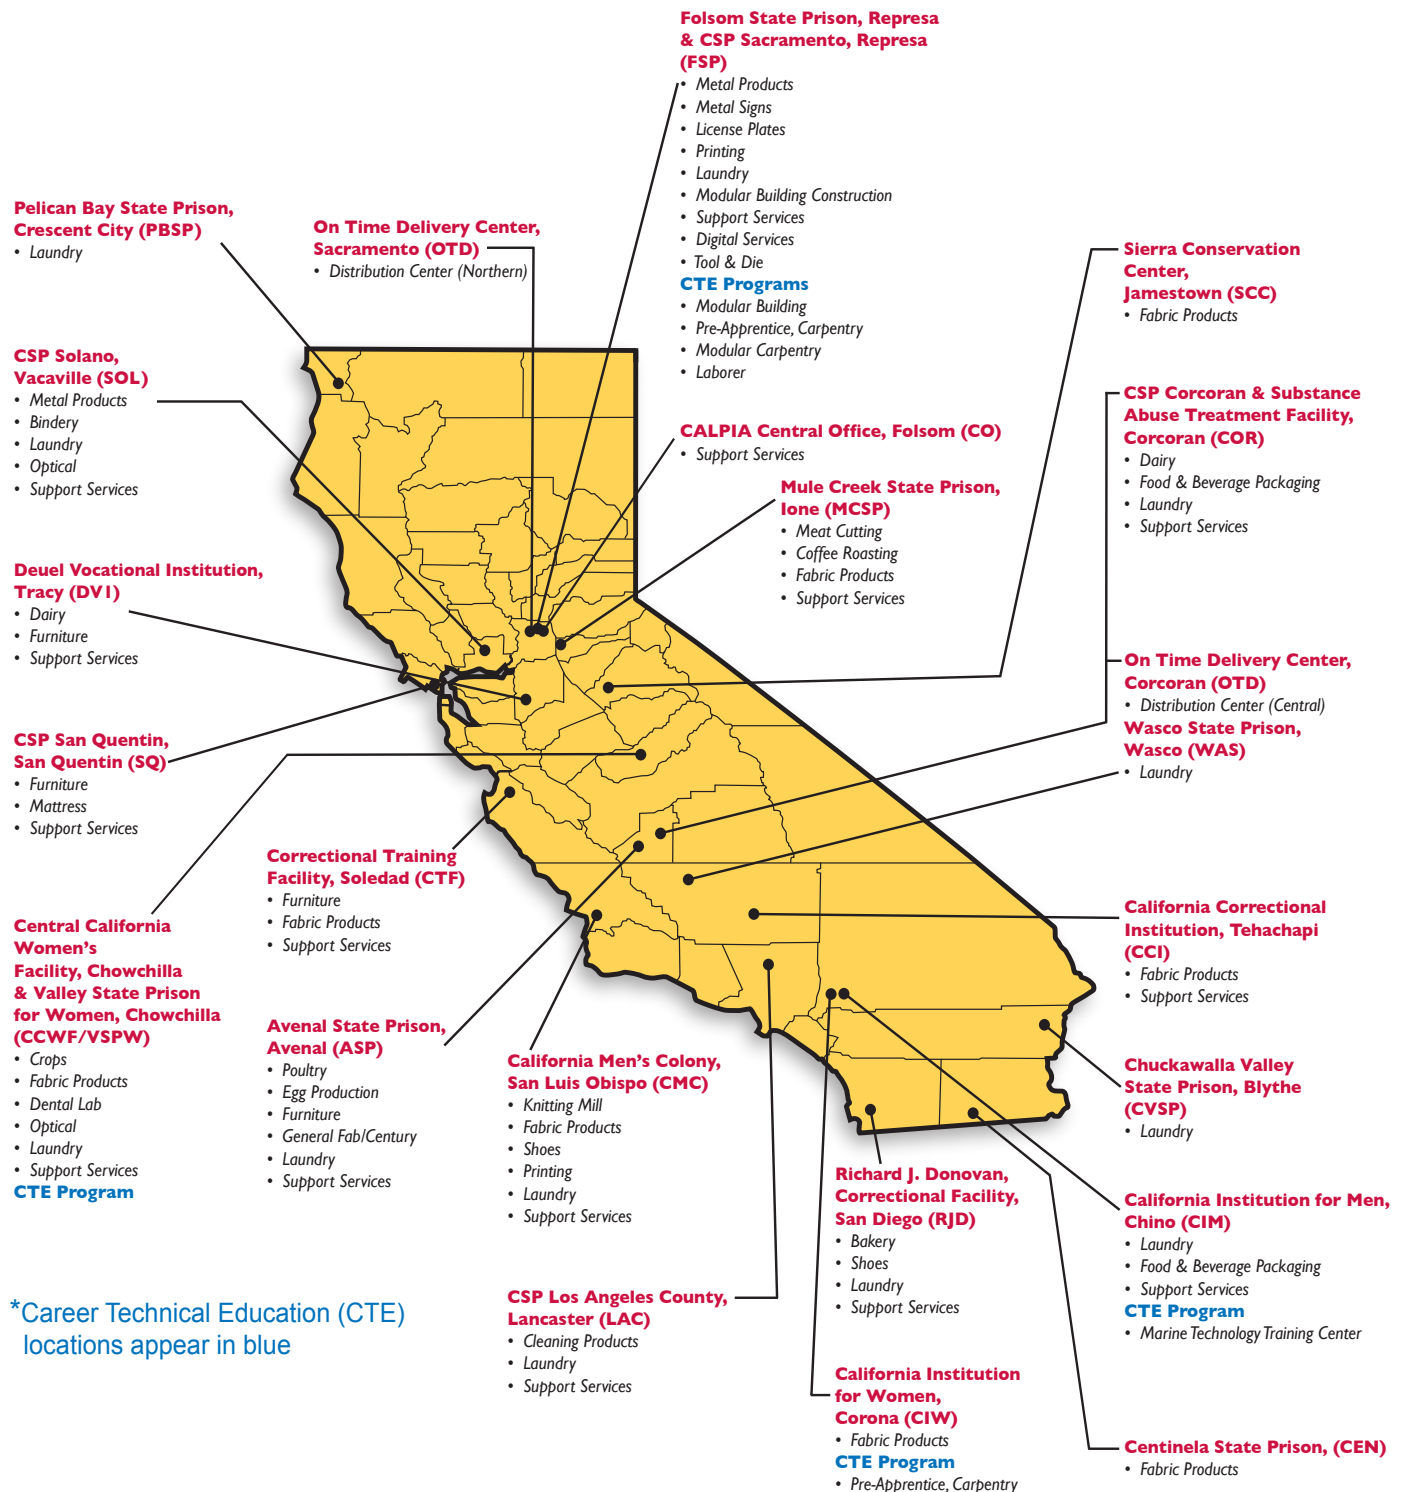 Folsom State Prison, Represa
& CSP Sacramento, Represa
(FSP)
• Metal Products
• Metal Signs
• License Plates
• Printing
• Laundry
• Modular Building Construction
• Support Services
• Digital Services
• Tool & Die
CTE Programs
• Modular Building
• Pre-Apprentice, Carpentry
• Modular Carpentry
• Laborer
Pelican Bay State Prison,
Crescent City (PBSP)
• Laundry
On Time Delivery Center,
Sacramento (OTD)
• Distribution Center (Northern)
Sierra Conservation
Center,
Jamestown (SCC)
• Fabric Products
CSP Solano,
Vacaville (SOL)
• Metal Products
• Bindery
• Laundry
• Optical
• Support Services
CSP Corcoran & Substance
Abuse Treatment Facility,
Corcoran (COR)
• Dairy
• Food & Beverage Packaging
• Laundry
• Support Services
CALPIA Central Office, Folsom (CO)
• Support Services
Mule Creek State Prison,
Ione (MCSP)
• Meat Cutting
• Coffee Roasting
• Fabric Products
• Support Services
Deuel Vocational Institution,
Tracy (DVI)
• Dairy
• Furniture
• Support Services
On Time Delivery Center,
Corcoran (OTD)
• Distribution Center (Central)
Wasco State Prison,
Wasco (WAS)
• Laundry
CSP San Quentin,
San Quentin (SQ)
• Furniture
• Mattress
• Support Services
Correctional Training
Facility, Soledad (CTF)
• Furniture
• Fabric Products
• Support Services
Central California
Women's
Facility, Chowchilla
& Valley State Prison
for Women, Chowchilla
(CCWF/VSPW)
• Crops
• Fabric Products
• Dental Lab
• Optical
• Laundry
• Support Services
CTE Program
California Correctional
Institution, Tehachapi
(CCI)
• Fabric Products
• Support Services
Avenal State Prison,
Avenal (ASP)
• Poultry
• Egg Production
• Furniture
• General Fab/Century
• Laundry
• Support Services
California Men's Colony,
San Luis Obispo (CMC)
• Knitting Mill
• Fabric Products
• Shoes
• Printing
• Laundry
• Support Services
Chuckawalla Valley
State Prison, Blythe
(CVSP)
• Laundry
Richard J. Donovan,
Correctional Facility,
San Diego (RJD)
• Bakery
• Shoes
• Laundry
• Support Services
California Institution for Men,
Chino (CIM)
• Laundry
• Food & Beverage Packaging
• Support Services
CTE Program
• Marine Technology Training Center
CSP Los Angeles County,
Lancaster (LAC)
• Cleaning Products
• Laundry
• Support Services
*Career Technical Education (CTE)
locations appear in blue
California Institution
for Women,
Corona (CIW)
• Fabric Products
CTE Program
• Pre-Apprentice, Carpentry
Centinela State Prison, (CEN)
• Fabric Products